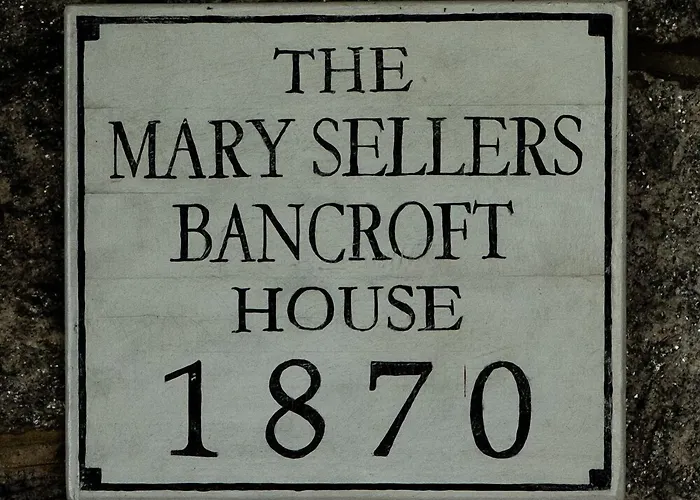 THE
MARY SELLERS
BANCROFT
HOUSE
1870